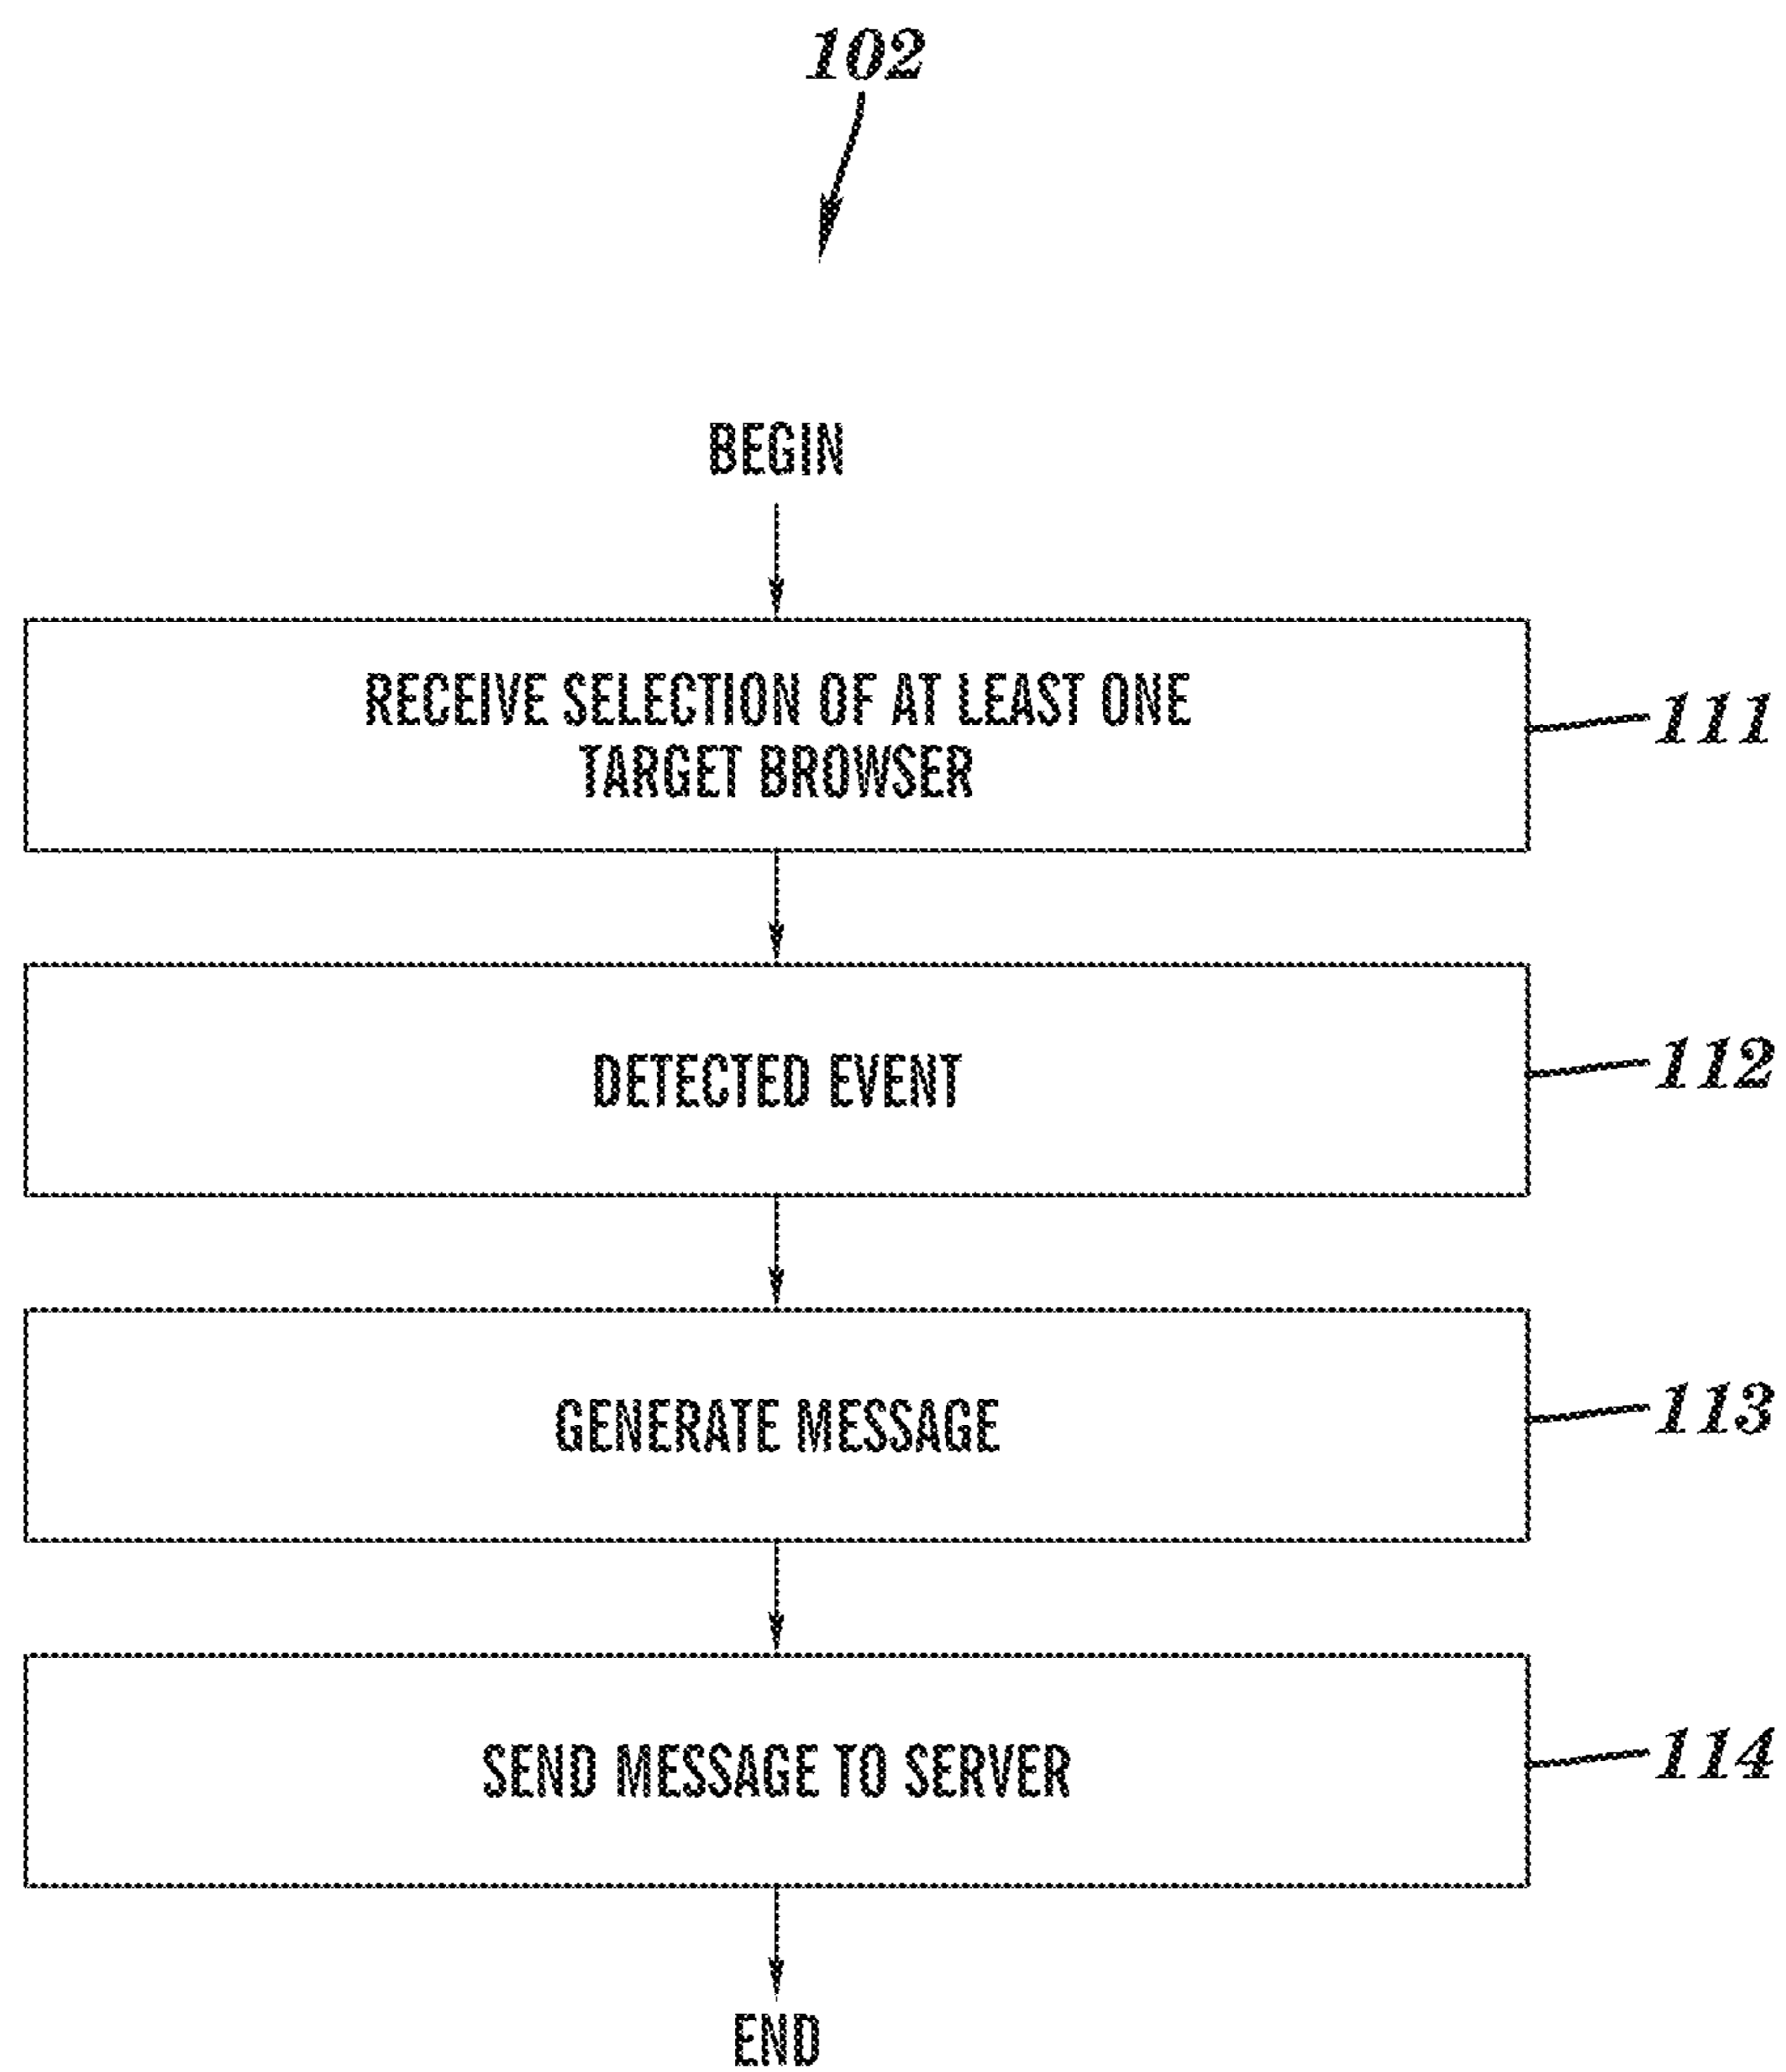 102
BEGIN
RECEIVE SELECTION OF AT LEAST ONE
TARGET BROWSER
111
DETECTED EVENT
112
GENERATE MESSAGE
113
SEND MESSAGE TO SERVER
114
END